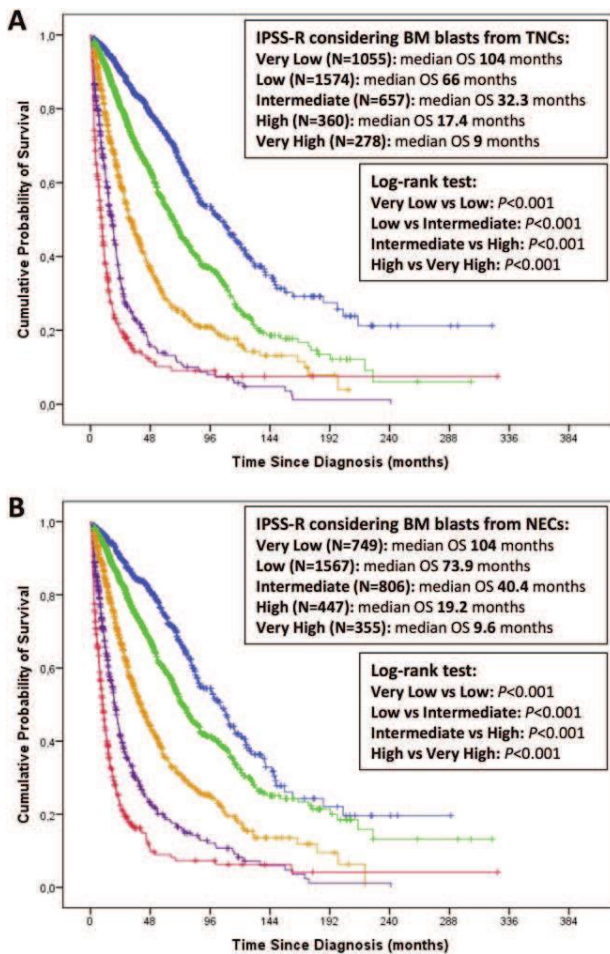 A
IPSS-R considering BM blasts from TNCs:
Very Low (N=1055): median OS 104 months
Low (N=1574): median OS 66 months
Intermediate (N=657): median OS 32.3 months
High (N=360): median OS 17.4 months
Very High (N=278): median OS 9 months
Log-rank test:
Very Low vs Low: P<0.001
Low vs Intermediate: P<0.001
Intermediate vs High: P<0.001
High vs Very High: P<0.001
Cumulative Probability of Survival
1,0
0,8
0,6
0,4
0,2
0,0
0 48 96 144 192 240 288 336 384
Time Since Diagnosis (months)
B
IPSS-R considering BM blasts from NECs:
Very Low (N=749): median OS 104 months
Low (N=1567): median OS 73.9 months
Intermediate (N=806): median OS 40.4 months
High (N=447): median OS 19.2 months
Very High (N=355): median OS 9.6 months
Log-rank test:
Very Low vs Low: P<0.001
Low vs Intermediate: P<0.001
Intermediate vs High: P<0.001
High vs Very High: P<0.001
Cumulative Probability of Survival
1,0
0,8
0,6
0,4
0,2
0,0
0 48 96 144 192 240 288 336 384
Time Since Diagnosis (months)